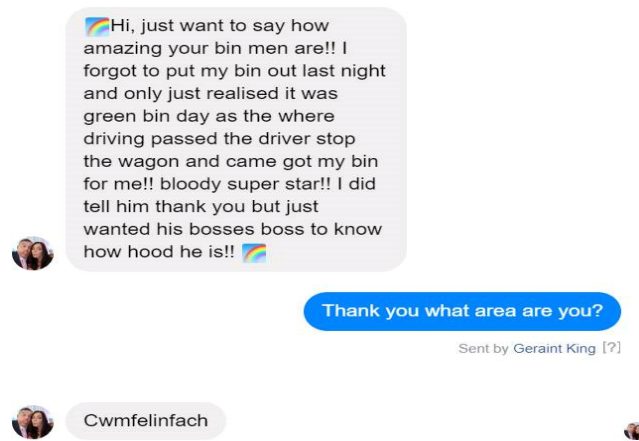 🌈Hi, just want to say how
amazing your bin men are!! I
forgot to put my bin out last night
and only just realised it was
green bin day as the where
driving passed the driver stop
the wagon and came got my bin
for me!! bloody super star!! I did
tell him thank you but just
wanted his bosses boss to know
how hood he is!! 🌈
Thank you what area are you?
Sent by Geraint King [?]
Cwmfelinfach